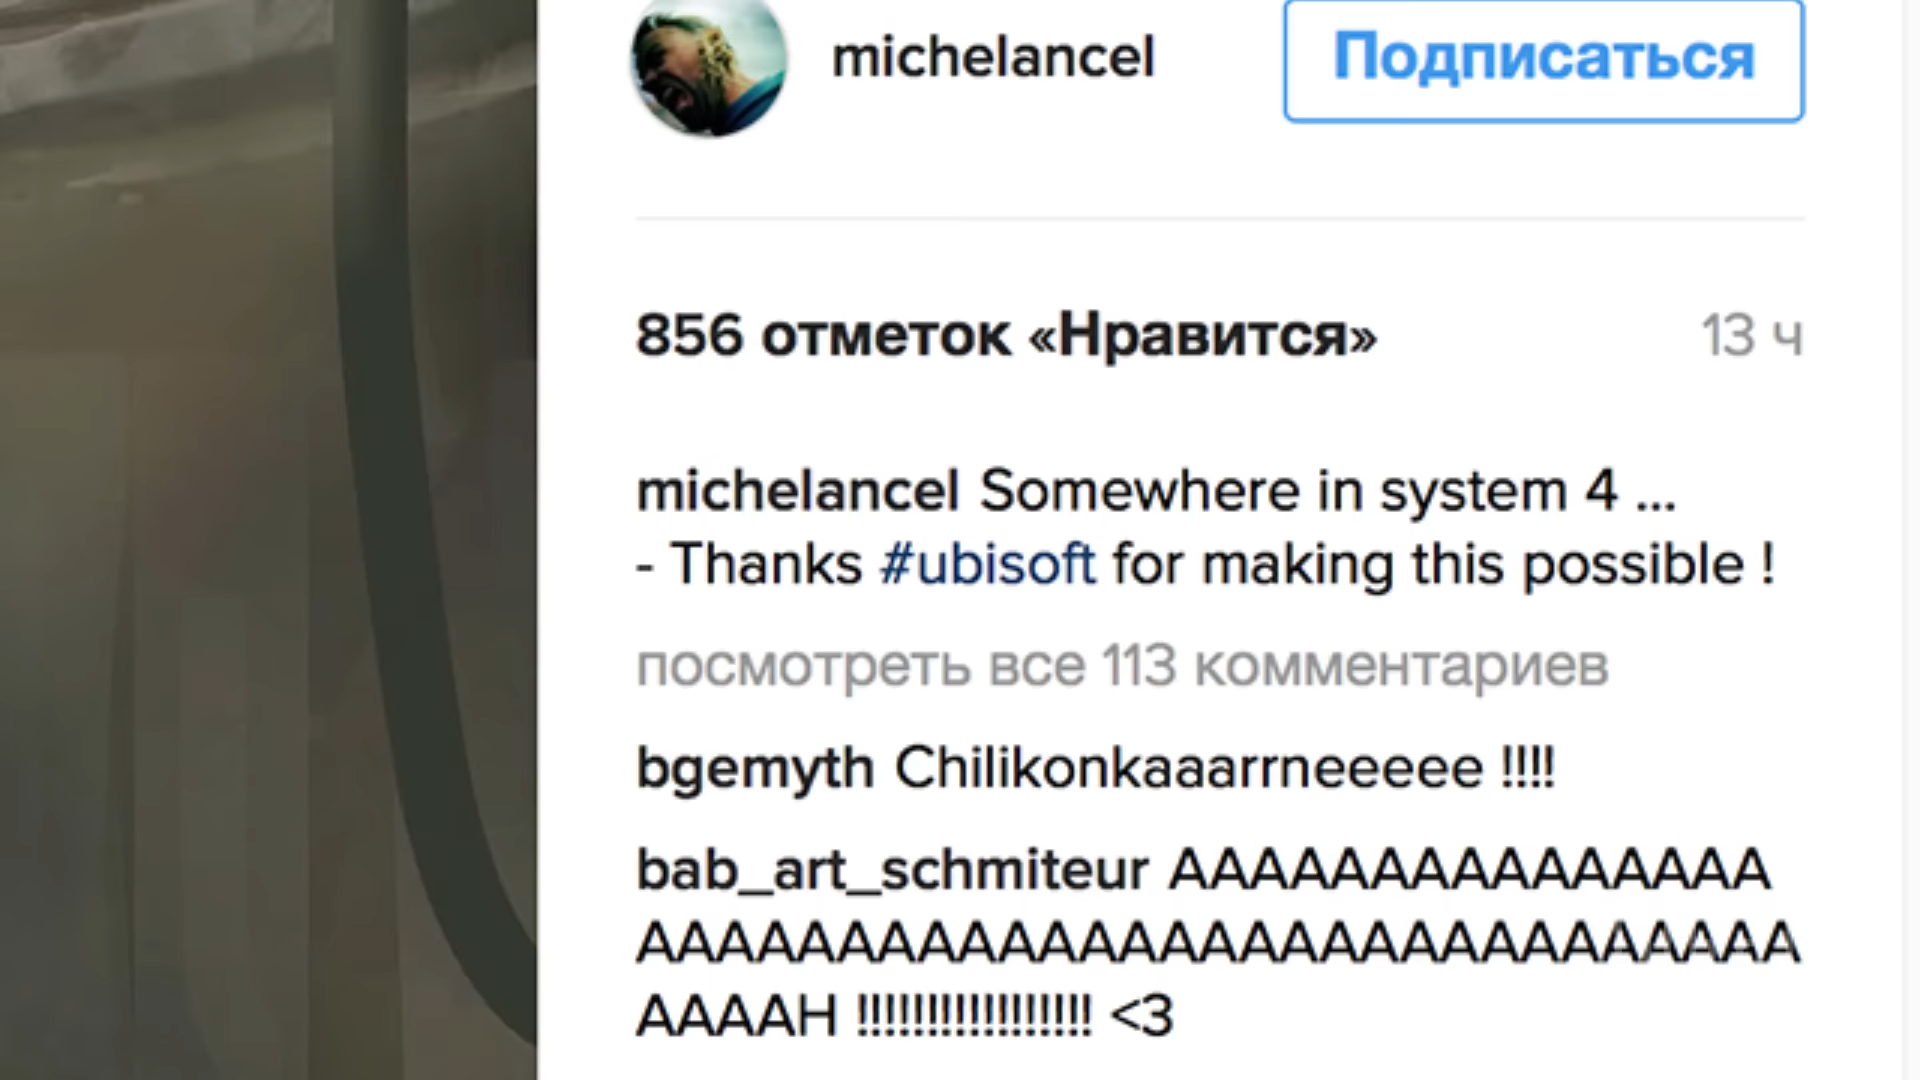 michelancel
Подписаться
856 отметок «Нравится»
13 ч
michelancel Somewhere in system 4 ...
- Thanks #ubisoft for making this possible !
посмотреть все 113 комментариев
bgemyth Chilikonkaaarrneeeee !!!!
bab_art_schmiteur AAAAAAAAAAAAAAA
AAAAAAAAAAAAAAAAAAAAAAAAAAAAA
AAAAH !!!!!!!!!!!!!!!!! <3